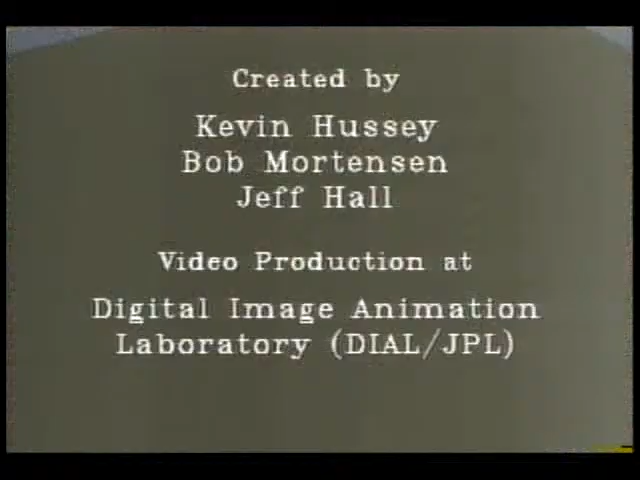 Created by
Kevin Hussey
Bob Mortensen
Jeff Hall
Video Production at
Digital Image Animation
Laboratory (DIAL/JPL)